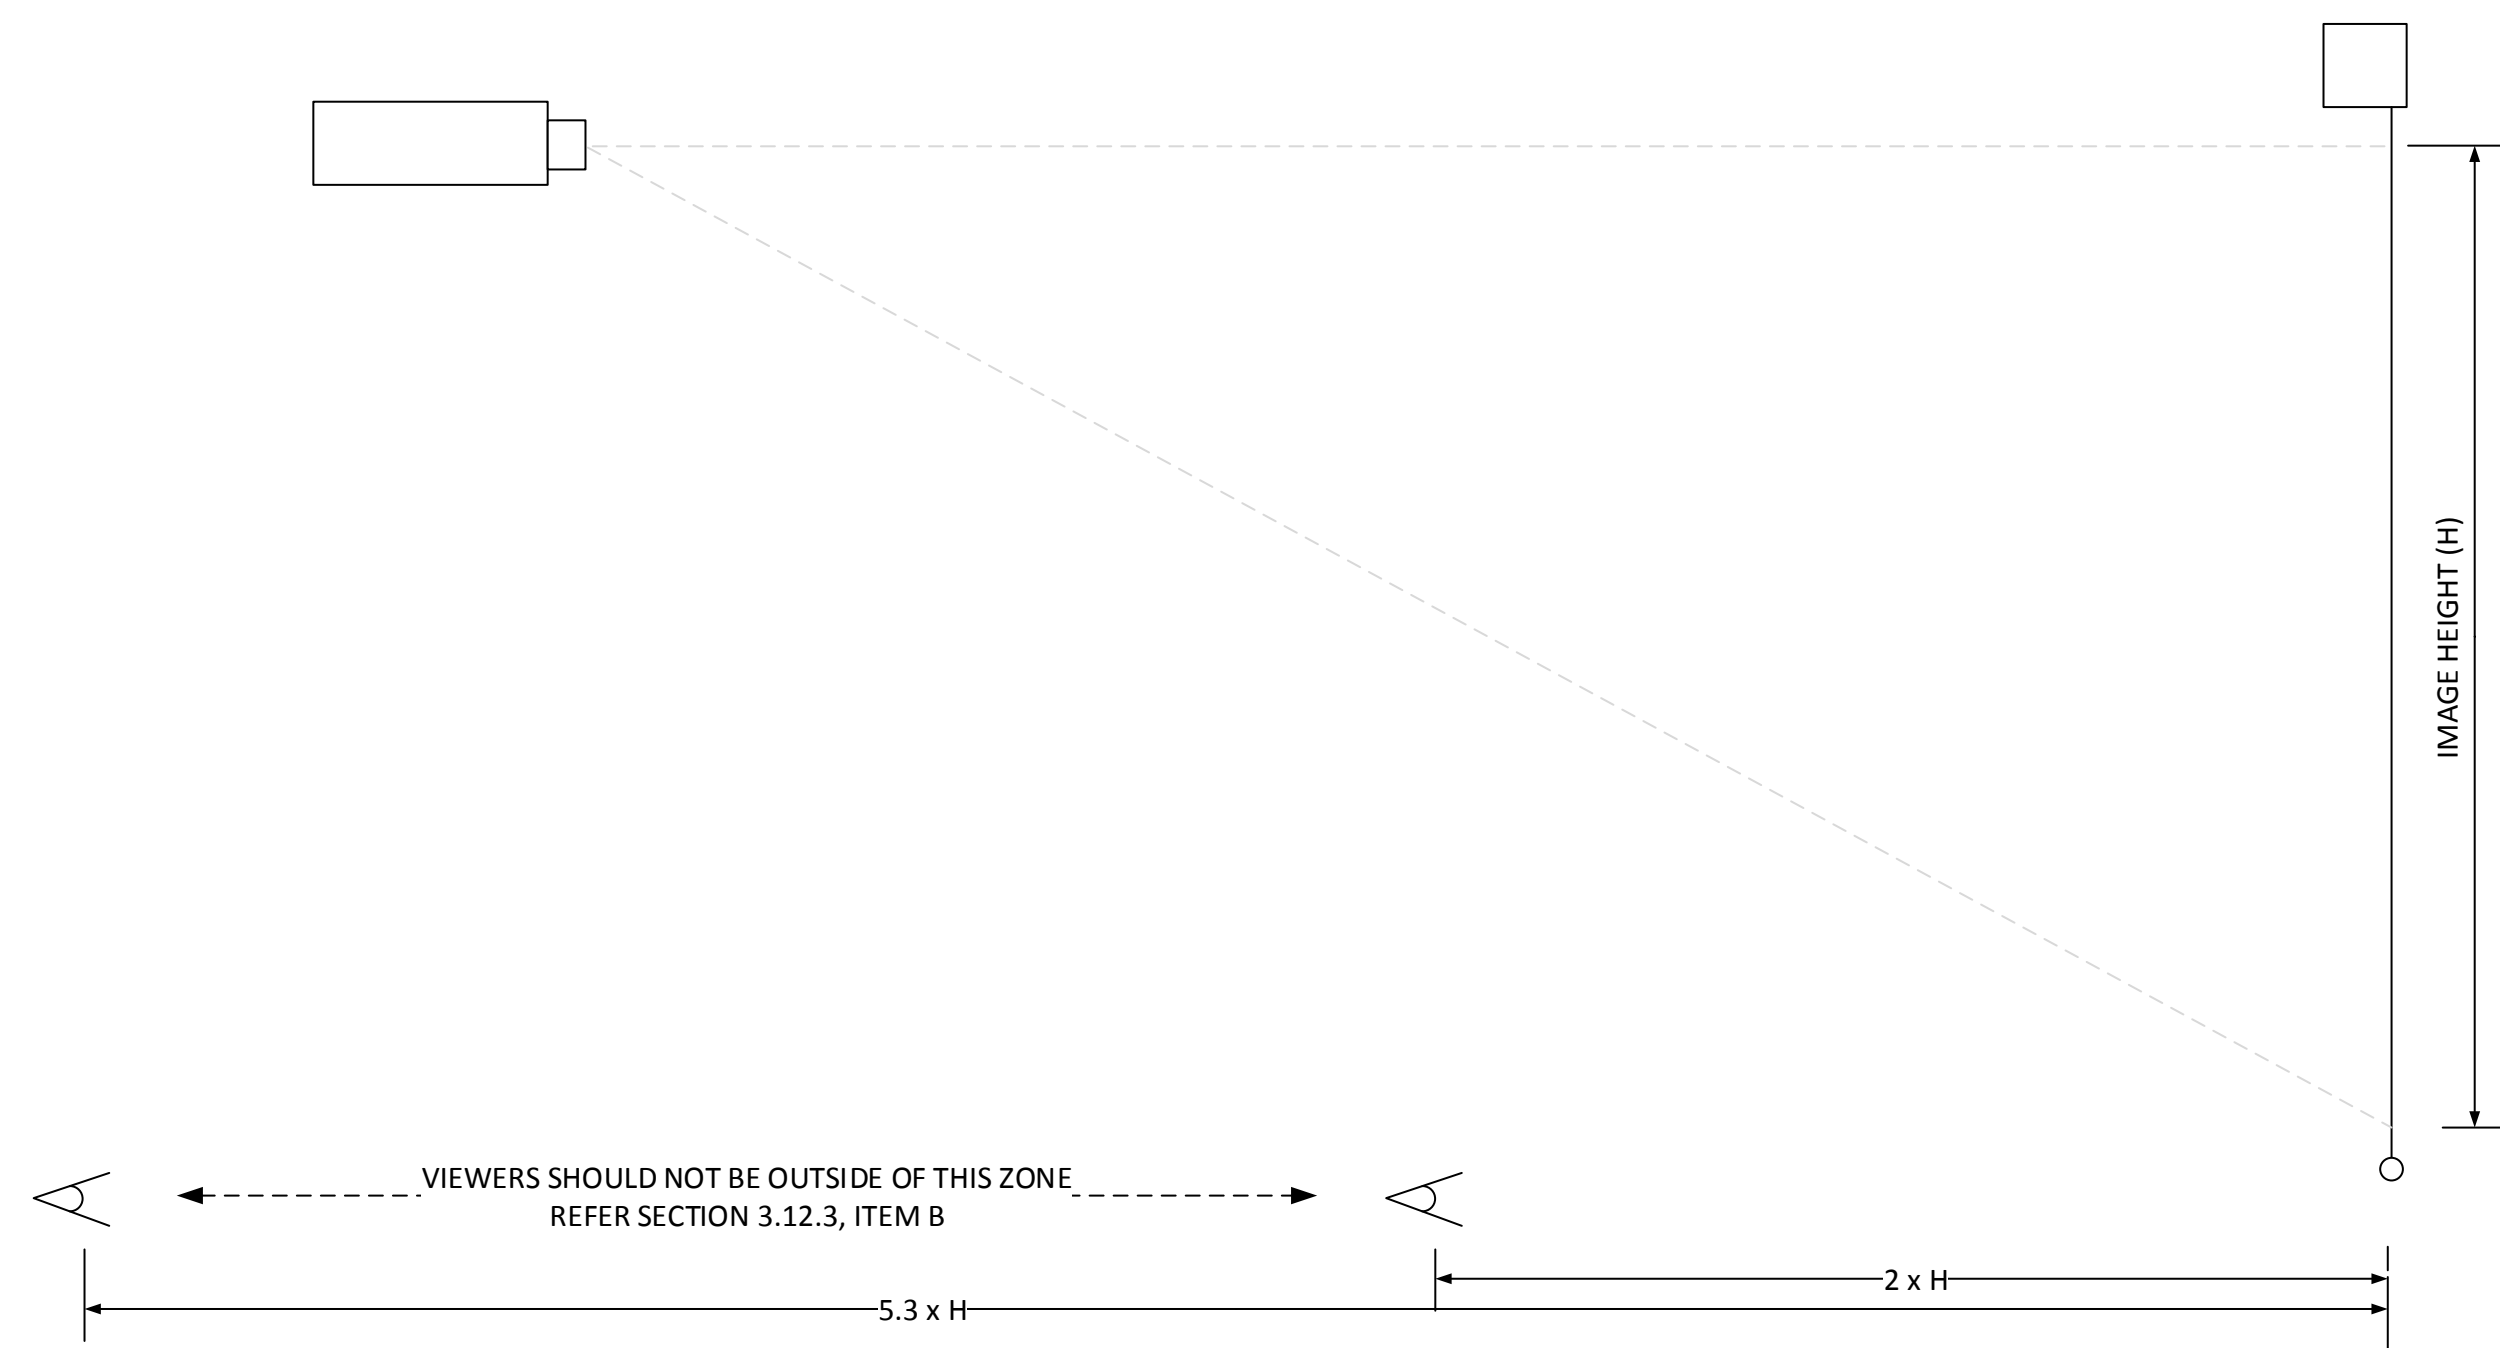 IMAGE HEIGHT (H)
VIEWERS SHOULD NOT BE OUTSIDE OF THIS ZONE
REFER SECTION 3.12.3, ITEM B
2 x H
5.3 x H